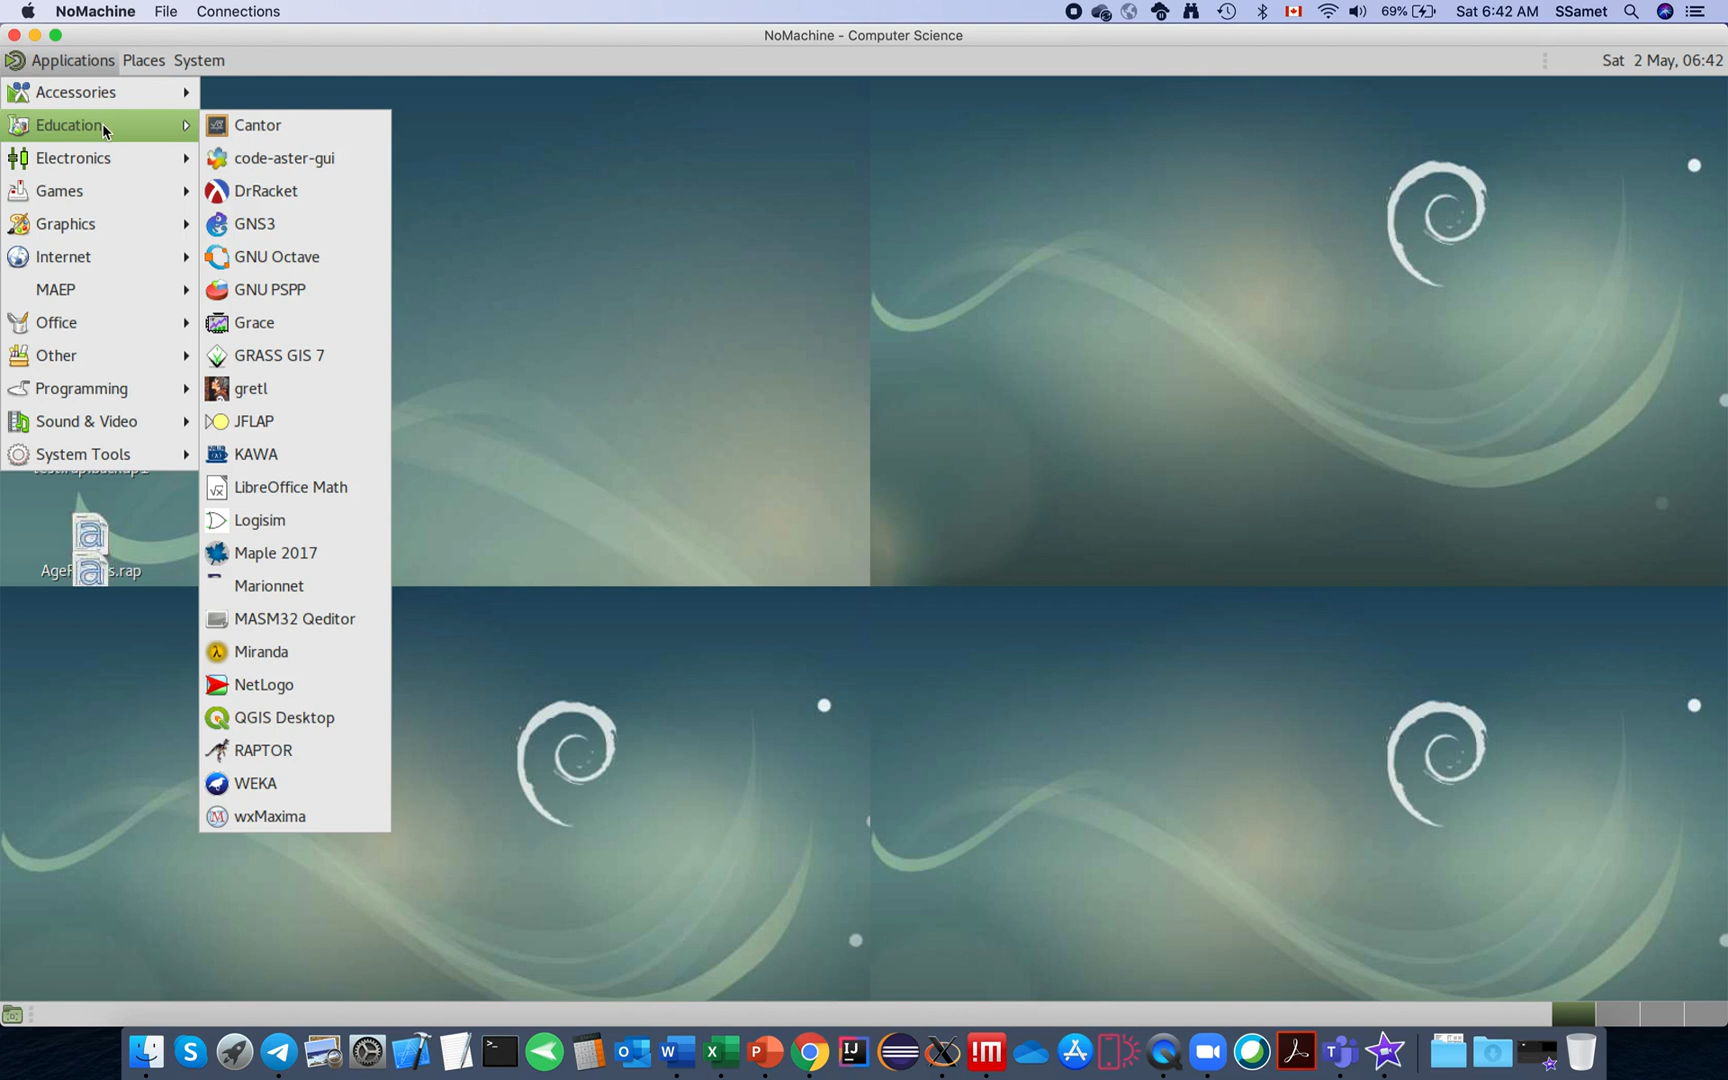 NoMachine File Connections 69% Sat 6:42 AM SSamet
NoMachine - Computer Science
Applications Places System Sat 2 May, 06:42
Accessories
Education
Electronics
Games
Graphics
Internet
MAEP
Office
Other
Programming
Sound & Video
System Tools
Cantor
code-aster-gui
DrRacket
GNS3
GNU Octave
GNU PSPP
Grace
GRASS GIS 7
gretl
JFLAP
KAWA
LibreOffice Math
Logisim
Maple 2017
Marionnet
MASM32 Qeditor
Miranda
NetLogo
QGIS Desktop
RAPTOR
WEKA
wxMaxima